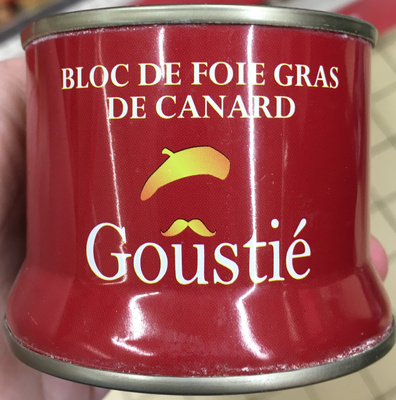 BLOC DE FOIE GRAS
DE CANARD
Goustié